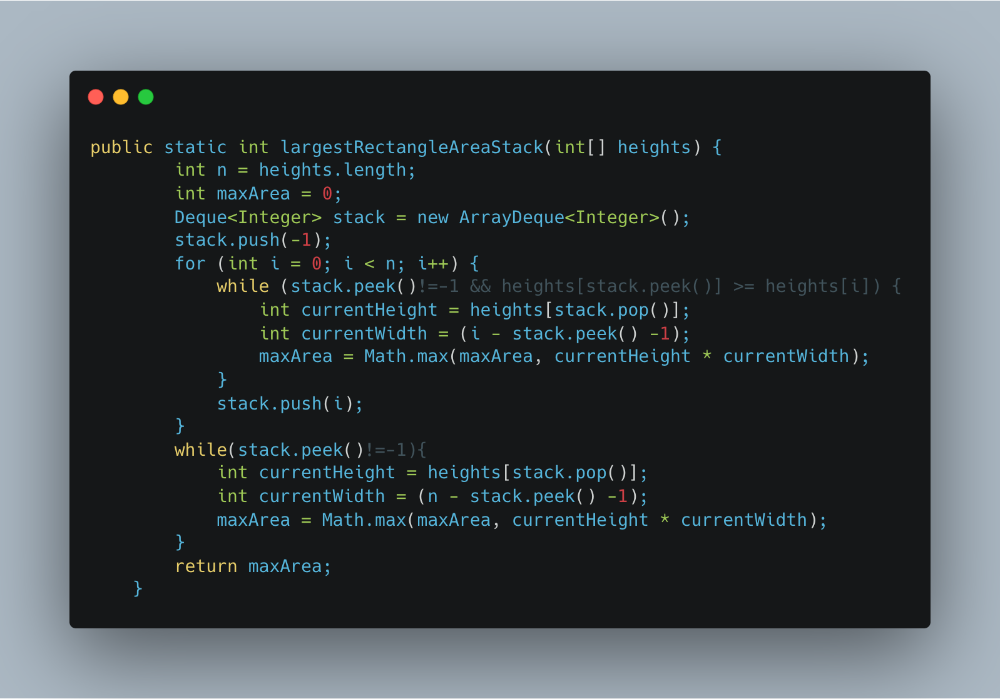 public static int largestRectangleAreaStack(int[] heights) {
        int n = heights.length;
        int maxArea = 0;
        Deque<Integer> stack = new ArrayDeque<Integer>();
        stack.push(-1);
        for (int i = 0; i < n; i++) {
            while (stack.peek()!=-1 && heights[stack.peek()] >= heights[i]) {
                int currentHeight = heights[stack.pop()];
                int currentWidth = (i - stack.peek() -1);
                maxArea = Math.max(maxArea, currentHeight * currentWidth);
            }
            stack.push(i);
        }
        while(stack.peek()!=-1){
            int currentHeight = heights[stack.pop()];
            int currentWidth = (n - stack.peek() -1);
            maxArea = Math.max(maxArea, currentHeight * currentWidth);
        }
        return maxArea;
    }